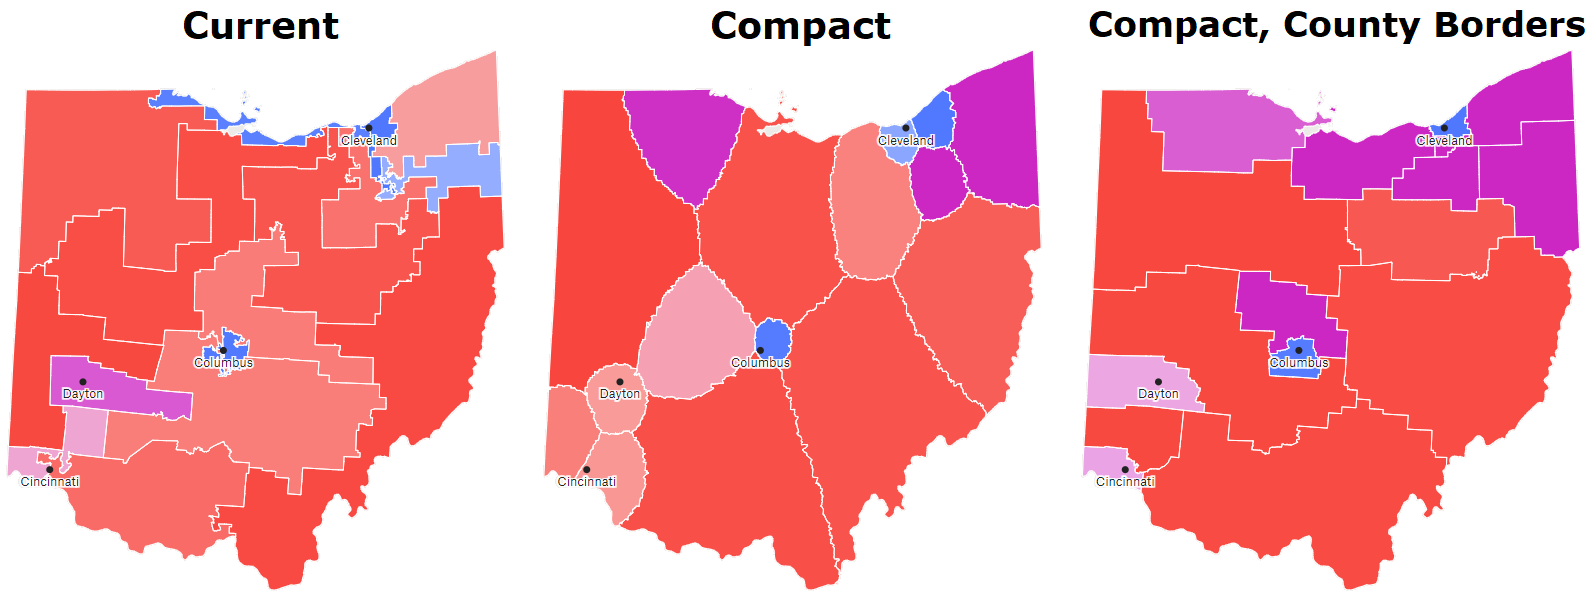 Current
Compact
Compact, County Borders
Cleveland
Columbus
Dayton
Cincinnati
Cleveland
Columbus
Dayton
Cincinnati
Cleveland
Columbus
Dayton
Cincinnati